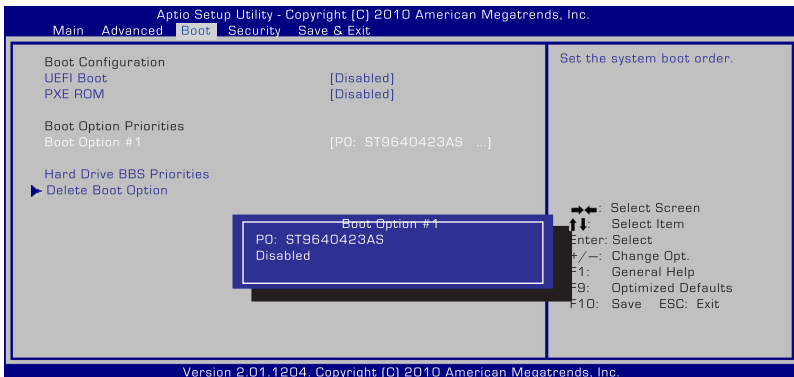 Aptio Setup Utility - Copyright (C) 2010 American Megatrends, Inc.
Main Advanced Boot Security Save & Exit
Boot Configuration
UEFI Boot [Disabled]
PXE ROM [Disabled]
Boot Option Priorities
Boot Option #1 [P0: ST9640423AS ...]
Hard Drive BBS Priorities
Delete Boot Option
Boot Option #1
P0: ST9640423AS
Disabled
Set the system boot order.
→←: Select Screen
↑↓: Select Item
Enter: Select
+/—: Change Opt.
F1: General Help
F9: Optimized Defaults
F10: Save ESC: Exit
Version 2.01.1204. Copyright (C) 2010 American Megatrends, Inc.